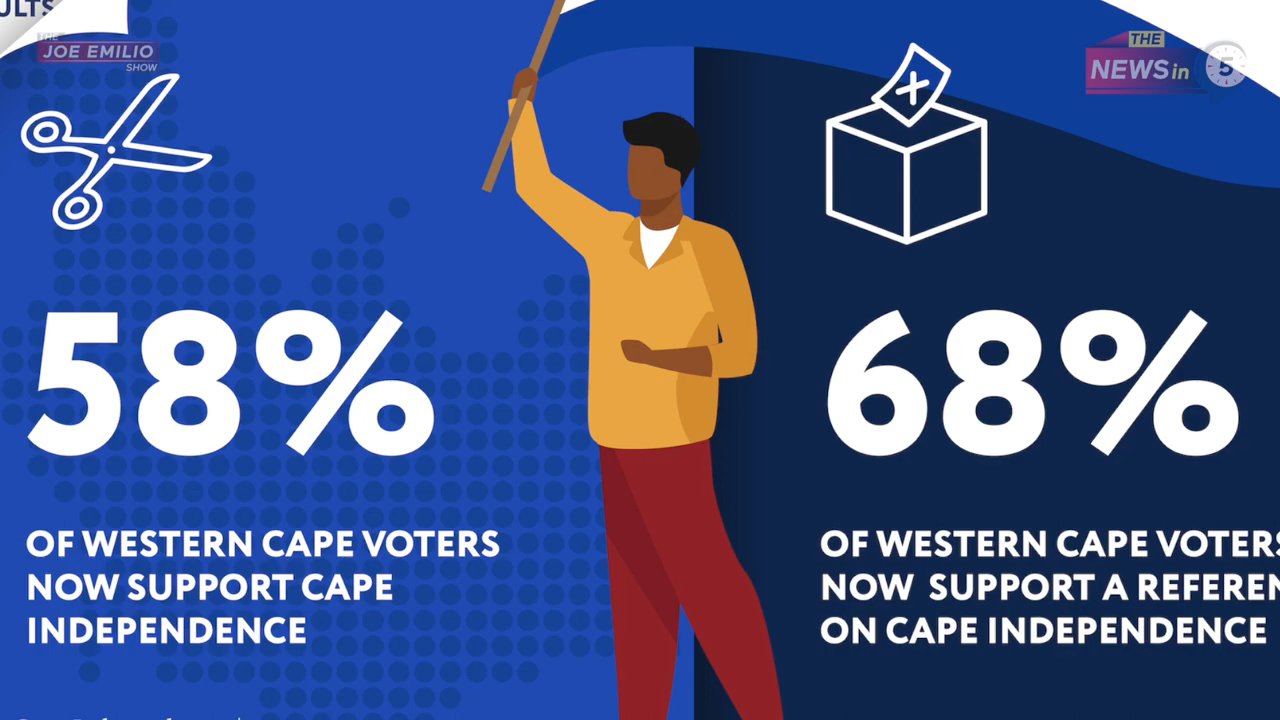 THE
JOE EMILIO
SHOW
THE
NEWS in 5
58%
OF WESTERN CAPE VOTERS
NOW SUPPORT CAPE
INDEPENDENCE
68%
OF WESTERN CAPE VOTERS
NOW SUPPORT A REFEREN
ON CAPE INDEPENDENCE